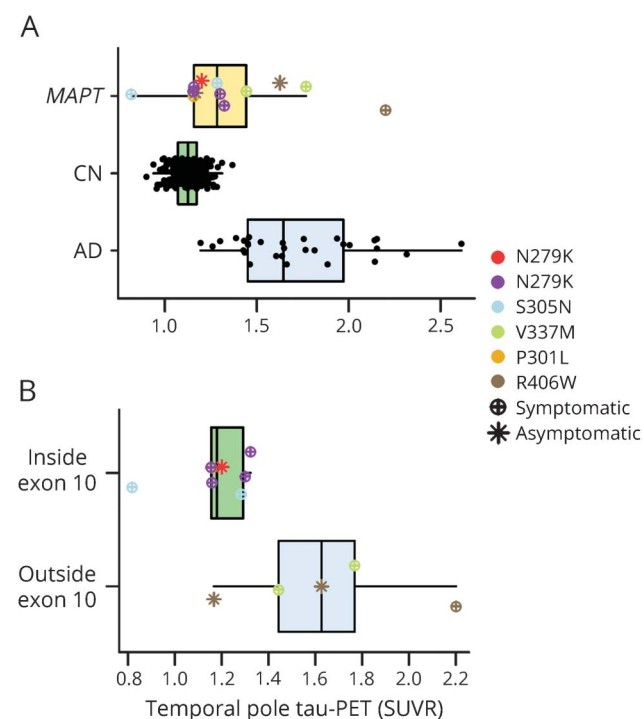 A
MAPT
CN
AD
1.0 1.5 2.0 2.5
N279K
N279K
S305N
V337M
P301L
R406W
Symptomatic
Asymptomatic
B
Inside
exon 10
Outside
exon 10
0.8 1.0 1.2 1.4 1.6 1.8 2.0 2.2
Temporal pole tau-PET (SUVR)